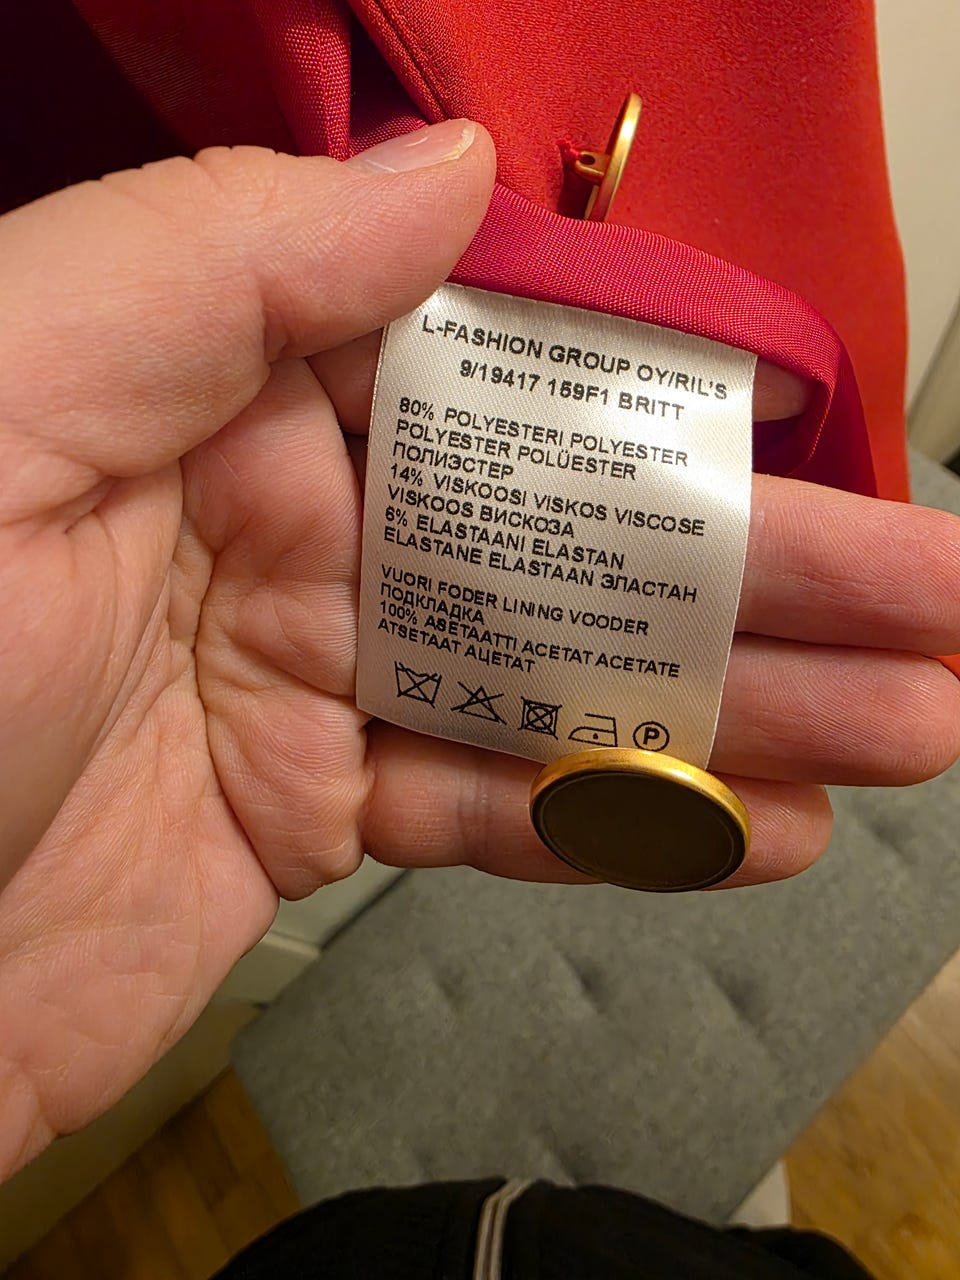 L-FASHION GROUP OY/RIL'S
9/19417 159F1 BRITT
80% POLYESTERI POLYESTER
POLYESTER POLÜESTER
ПОЛИЭСТЕР
14% VISKOOSI VISKOS VISCOSE
VISKOOS ВИСКОЗА
6% ELASTAANI ELASTAN
ELASTANE ELASTAAN ЭЛАСТАН
VUORI FODER LINING VOODER
ПОДКЛАДКА
100% ASETAATTI ACETAT ACETATE
ATSETAAT АЦЕТАТ
P